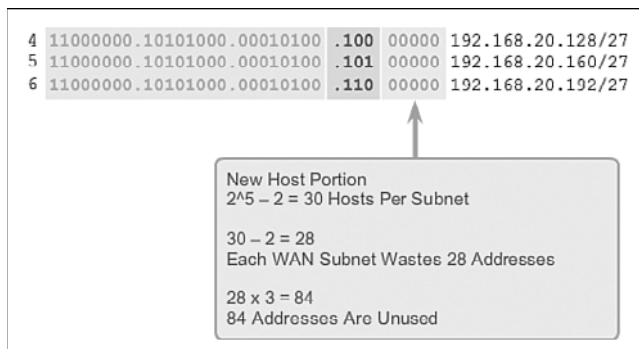 4 11000000.10101000.00010100 .100 00000 192.168.20.128/27
5 11000000.10101000.00010100 .101 00000 192.168.20.160/27
6 11000000.10101000.00010100 .110 00000 192.168.20.192/27
New Host Portion
2^5 – 2 = 30 Hosts Per Subnet
30 – 2 = 28
Each WAN Subnet Wastes 28 Addresses
28 x 3 = 84
84 Addresses Are Unused